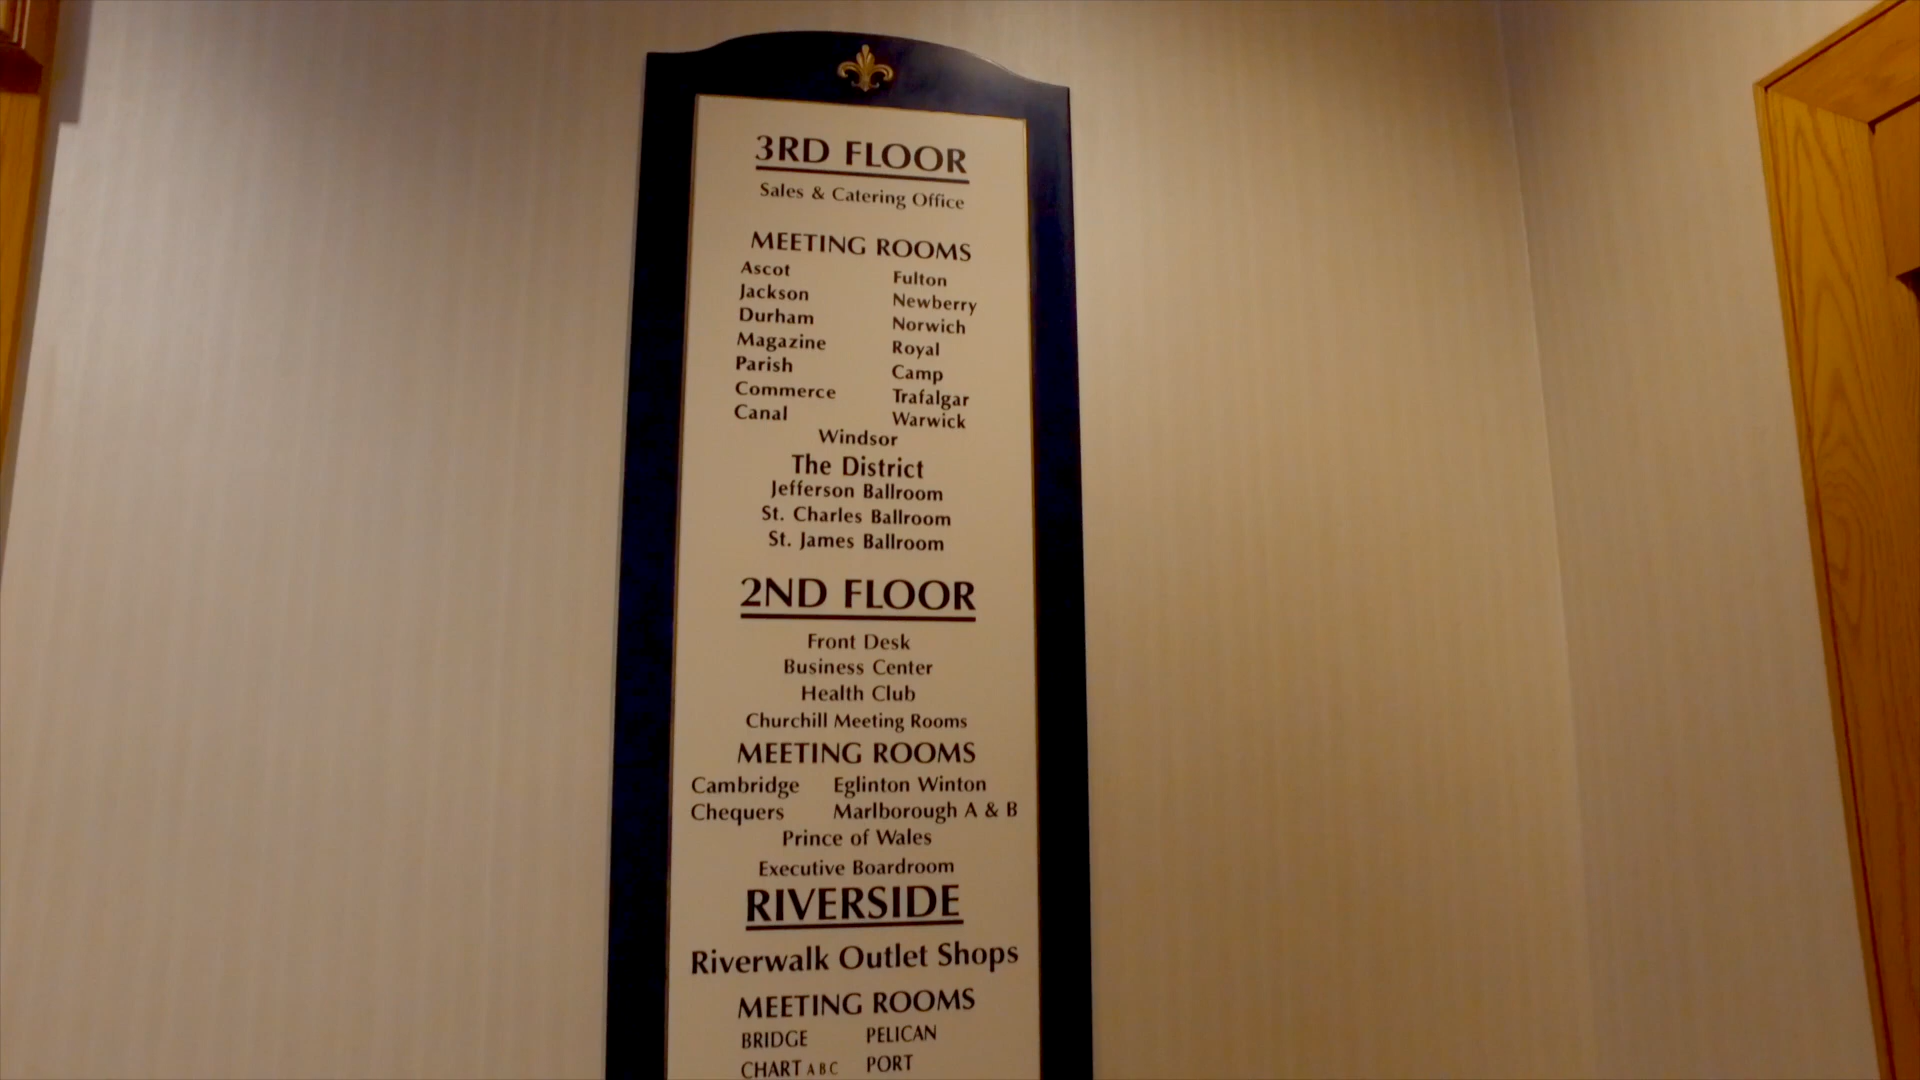 3RD FLOOR
Sales & Catering Office
MEETING ROOMS
Ascot Fulton
Jackson Newberry
Durham Norwich
Magazine Royal
Parish Camp
Commerce Trafalgar
Canal Warwick
Windsor
The District
Jefferson Ballroom
St. Charles Ballroom
St. James Ballroom
2ND FLOOR
Front Desk
Business Center
Health Club
Churchill Meeting Rooms
MEETING ROOMS
Cambridge Eglinton Winton
Chequers Marlborough A & B
Prince of Wales
Executive Boardroom
RIVERSIDE
Riverwalk Outlet Shops
MEETING ROOMS
BRIDGE PELICAN
CHART A B C PORT